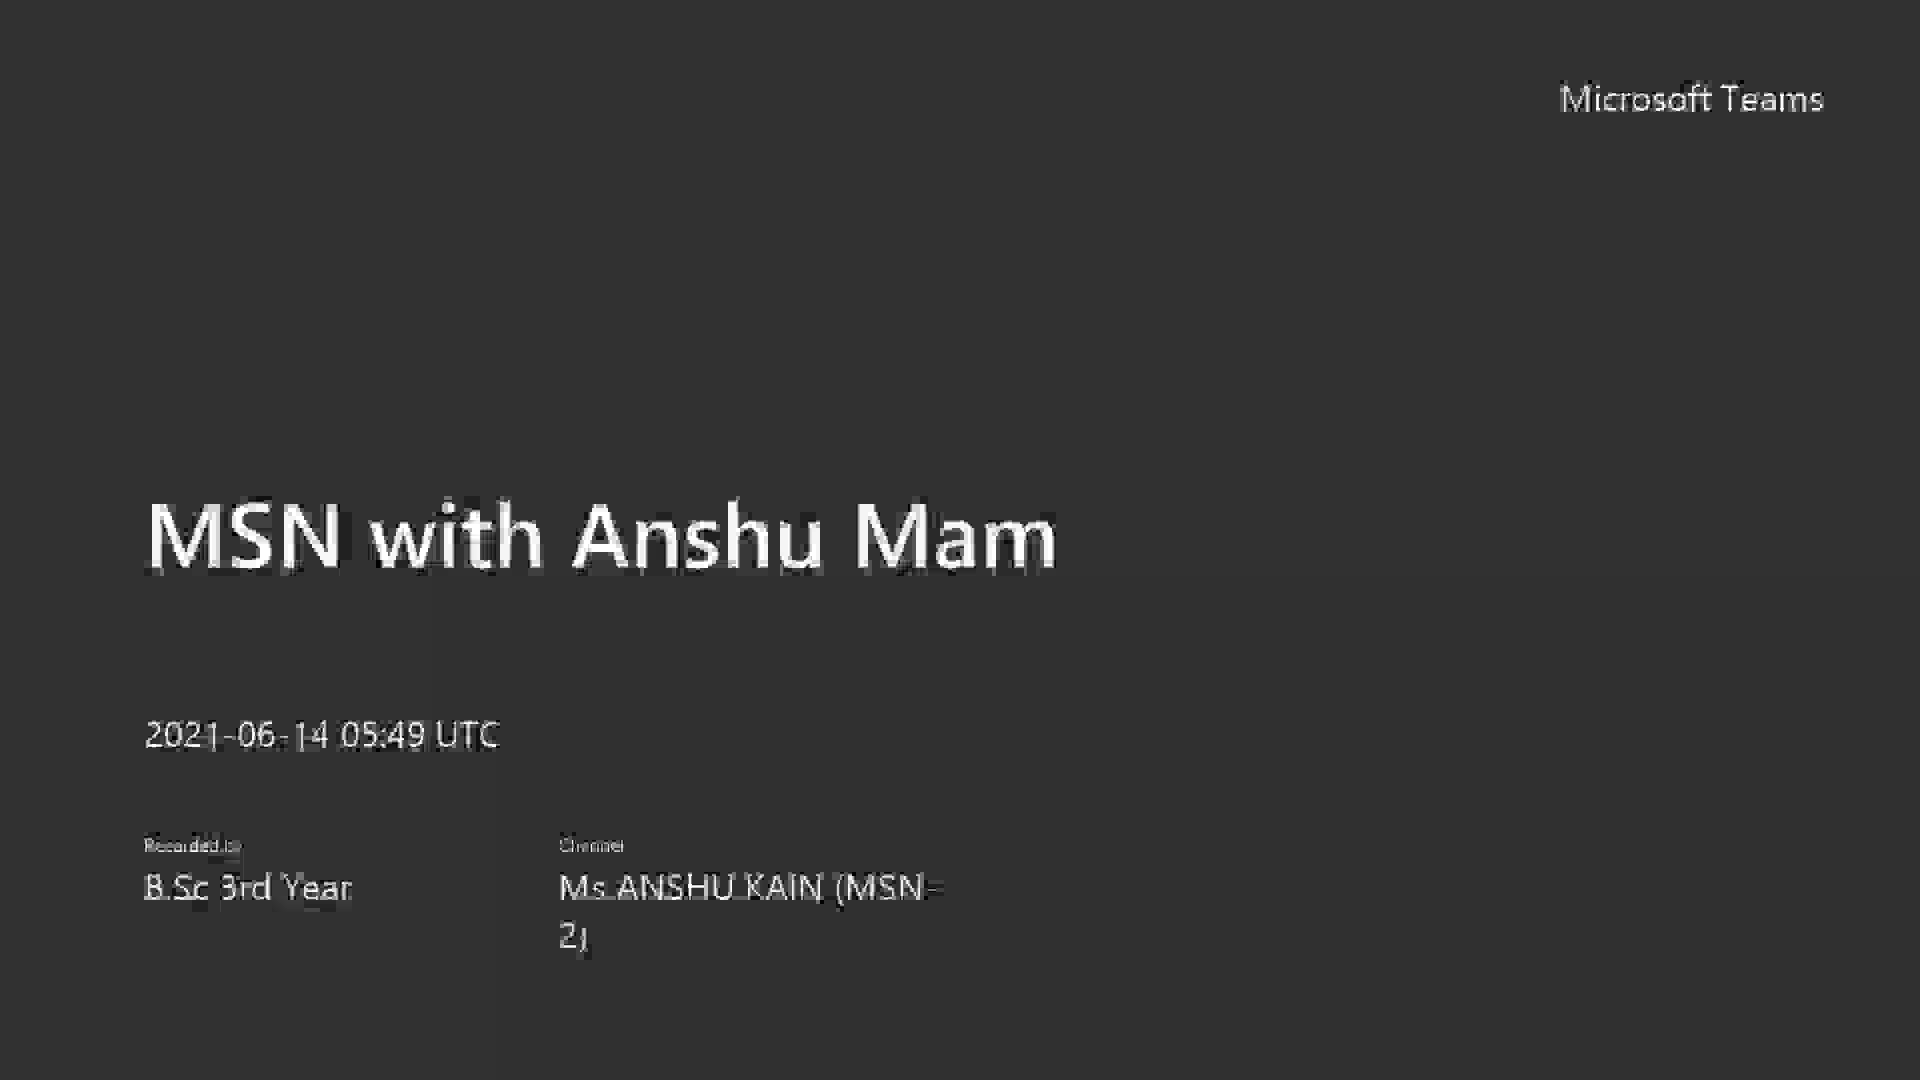 Microsoft Teams
MSN with Anshu Mam
2021-06-14 05:49 UTC
Recorded by
Channel
B.Sc 3rd Year
Ms ANSHU KAIN (MSN-
2)